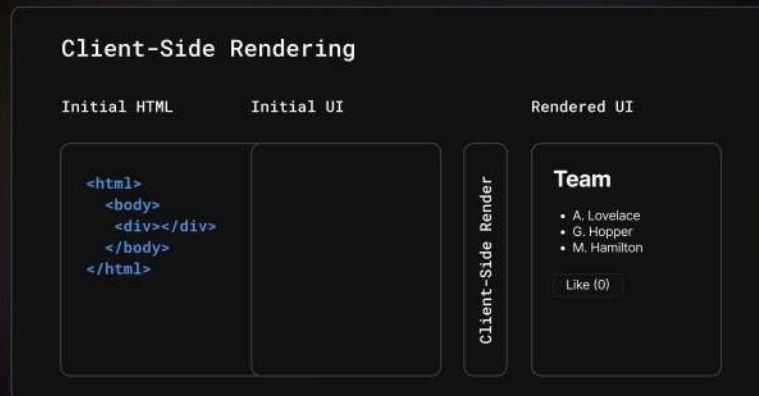 Client-Side Rendering
Initial HTML
Initial UI
Rendered UI
<html>
<body>
<div></div>
</body>
</html>
Client-Side Render
Team
• A. Lovelace
• G. Hopper
• M. Hamilton
Like (0)